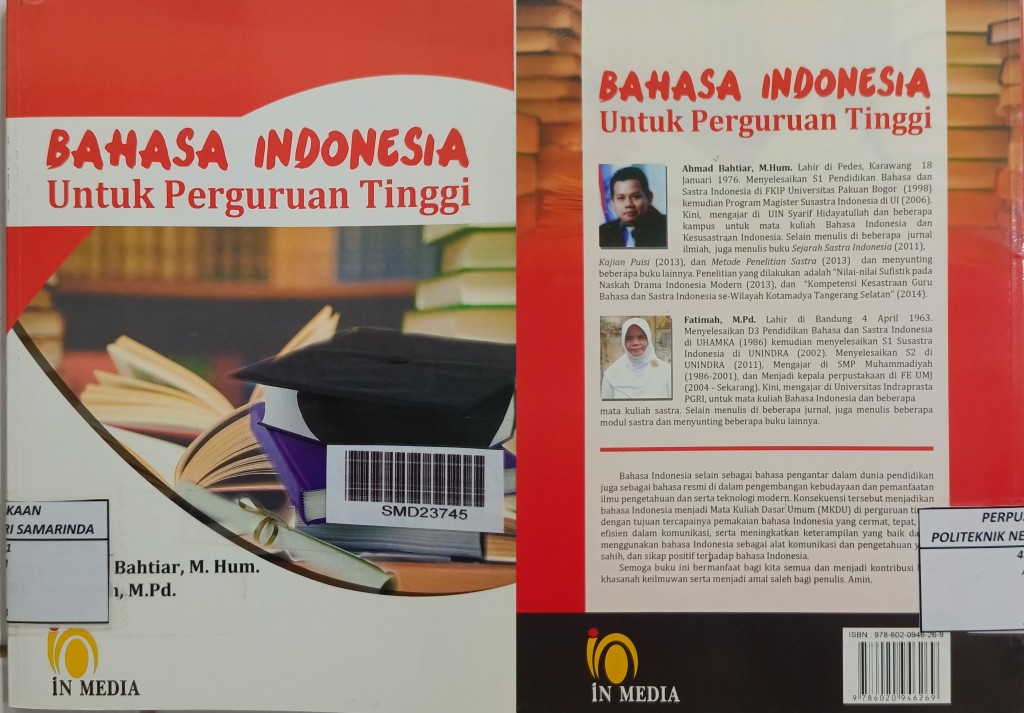 BAHASA INDONESIA
Untuk Perguruan Tinggi
SMD23745
KAAN
RI SAMARINDA
Bahtiar, M. Hum.
M.Pd.
IN MEDIA
BAHASA INDONESIA
Untuk Perguruan Tinggi
Ahmad Bahtiar, M.Hum. Lahir di Pedes, Karawang 18
Januari 1976. Menyelesaikan S1 Pendidikan Bahasa dan
Sastra Indonesia di FKIP Universitas Pakuan Bogor (1998)
kemudian Program Magister Susastra Indonesia di UI (2006).
Kini, mengajar di UIN Syarif Hidayatullah dan beberapa
kampus untuk mata kuliah Bahasa Indonesia dan
Kesusastraan Indonesia. Selain menulis di beberapa jurnal
ilmiah, juga menulis buku Sejarah Sastra Indonesia (2011),
Kajian Puisi (2013), dan Metode Penelitian Sastra (2013) dan menyunting
beberapa buku lainnya. Penelitian yang dilakukan adalah "Nilai-nilai Sufistik pada
Naskah Drama Indonesia Modern (2013), dan "Kompetensi Kesastraan Guru
Bahasa dan Sastra Indonesia se-Wilayah Kotamadya Tangerang Selatan" (2014).
Fatimah, M.Pd. Lahir di Bandung 4 April 1963.
Menyelesaikan D3 Pendidikan Bahasa dan Sastra Indonesia
di UHAMKA (1986) kemudian menyelesaikan S1 Susastra
Indonesia di UNINDRA (2002). Menyelesaikan S2 di
UNINDRA (2011), Mengajar di SMP Muhammadiyah
(1986-2001), dan Menjadi kepala perpustakaan di FE UMJ
(2004 - Sekarang). Kini, mengajar di Universitas Indraprasta
PGRI, untuk mata kuliah Bahasa Indonesia dan beberapa
mata kuliah sastra. Selain menulis di beberapa jurnal, juga menulis beberapa
modul sastra dan menyunting beberapa buku lainnya.
Bahasa Indonesia selain sebagai bahasa pengantar dalam dunia pendidikan
juga sebagai bahasa resmi di dalam pengembangan kebudayaan dan pemanfaatan
ilmu pengetahuan dan serta teknologi modern. Konsekuensi tersebut menjadikan
bahasa Indonesia menjadi Mata Kuliah Dasar Umum (MKDU) di perguruan
dengan tujuan tercapainya pemakaian bahasa Indonesia yang cermat, tepat,
efisien dalam komunikasi, serta meningkatkan keterampilan yang baik
menggunakan bahasa Indonesia sebagai alat komunikasi dan pengetahuan
sahih, dan sikap positif terhadap bahasa Indonesia.
Semoga buku ini bermanfaat bagi kita semua dan menjadi kontribusi
khasanah keilmuwan serta menjadi amal saleh bagi penulis. Amin.
PERPUS
POLITEKNIK NE
IN MEDIA
ISBN : 978-602-0946-26-9
9 786020 946269